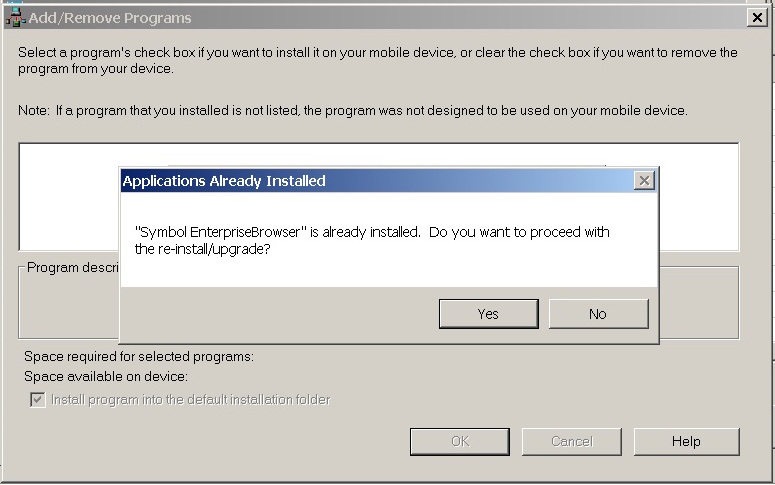 Add/Remove Programs
Select a program's check box if you want to install it on your mobile device, or clear the check box if you want to remove the
program from your device.
Note: If a program that you installed is not listed, the program was not designed to be used on your mobile device.
Applications Already Installed
"Symbol EnterpriseBrowser" is already installed. Do you want to proceed with
the re-install/upgrade?
Program descri
Yes
No
Space required for selected programs:
Space available on device:
Install program into the default installation folder
OK
Cancel
Help